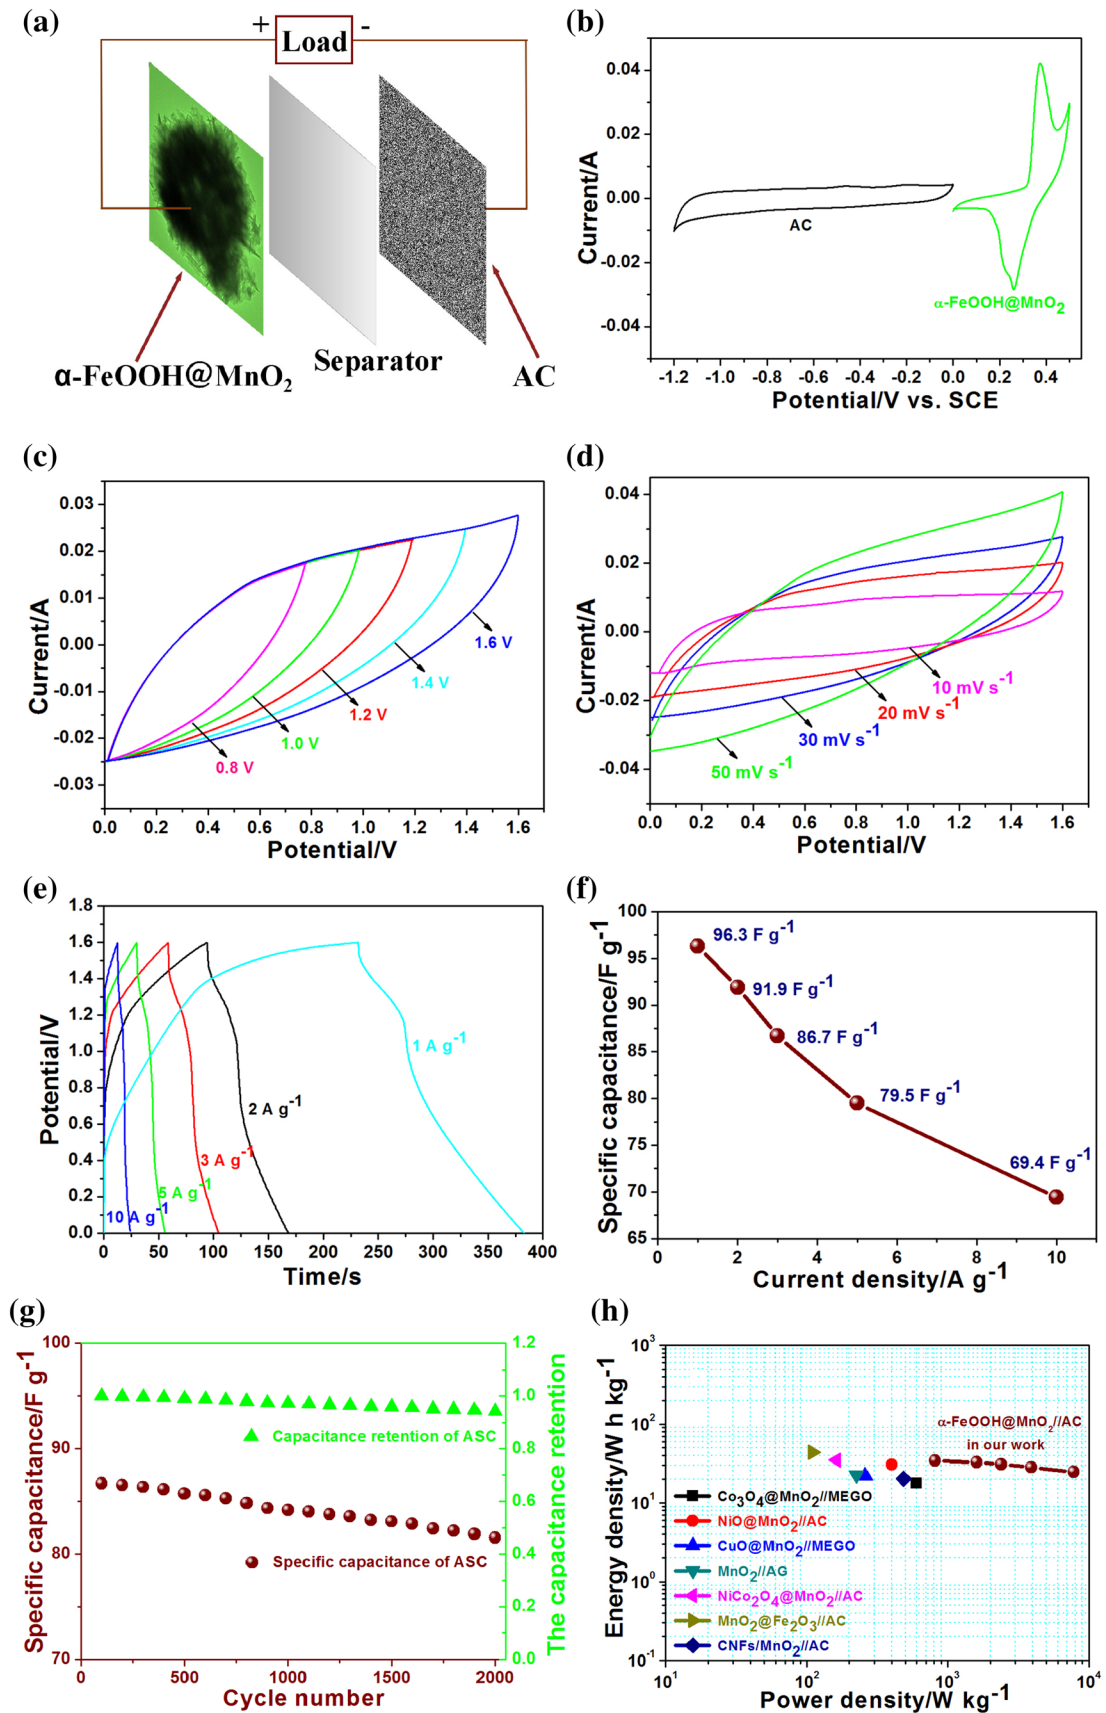 (a)
+ Load -
α-FeOOH@MnO2
Separator
AC
(b)
0.04
0.02
0.00
-0.02
-0.04
Current/A
AC
α-FeOOH@MnO2
-1.2 -1.0 -0.8 -0.6 -0.4 -0.2 0.0 0.2 0.4
Potential/V vs. SCE
(c)
0.03
0.02
0.01
0.00
-0.01
-0.02
-0.03
Current/A
1.6 V
1.4 V
1.2 V
1.0 V
0.8 V
0.0 0.2 0.4 0.6 0.8 1.0 1.2 1.4 1.6
Potential/V
(d)
0.04
0.02
0.00
-0.02
-0.04
Current/A
10 mV s-1
20 mV s-1
30 mV s-1
50 mV s-1
0.0 0.2 0.4 0.6 0.8 1.0 1.2 1.4 1.6
Potential/V
(e)
1.8
1.6
1.4
1.2
1.0
0.8
0.6
0.4
0.2
0.0
Potential/V
1 A g-1
2 A g-1
3 A g-1
5 A g-1
10 A g-1
0 50 100 150 200 250 300 350 400
Time/s
(f)
100
95
90
85
80
75
70
65
Specific capacitance/F g-1
96.3 F g-1
91.9 F g-1
86.7 F g-1
79.5 F g-1
69.4 F g-1
0 2 4 6 8 10
Current density/A g-1
(g)
100
90
80
70
Specific capacitance/F g-1
Capacitance retention of ASC
Specific capacitance of ASC
1.2
1.0
0.8
0.6
0.4
0.2
0.0
The capacitance retention
0 500 1000 1500 2000
Cycle number
(h)
10^3
10^2
10^1
10^0
10^-1
Energy density/W h kg-1
α-FeOOH@MnO2//AC
in our work
Co3O4@MnO2//MEGO
NiO@MnO2//AC
CuO@MnO2//MEGO
MnO2//AG
NiCo2O4@MnO2//AC
MnO2@Fe2O3//AC
CNFs/MnO2//AC
10^1 10^2 10^3 10^4
Power density/W kg-1